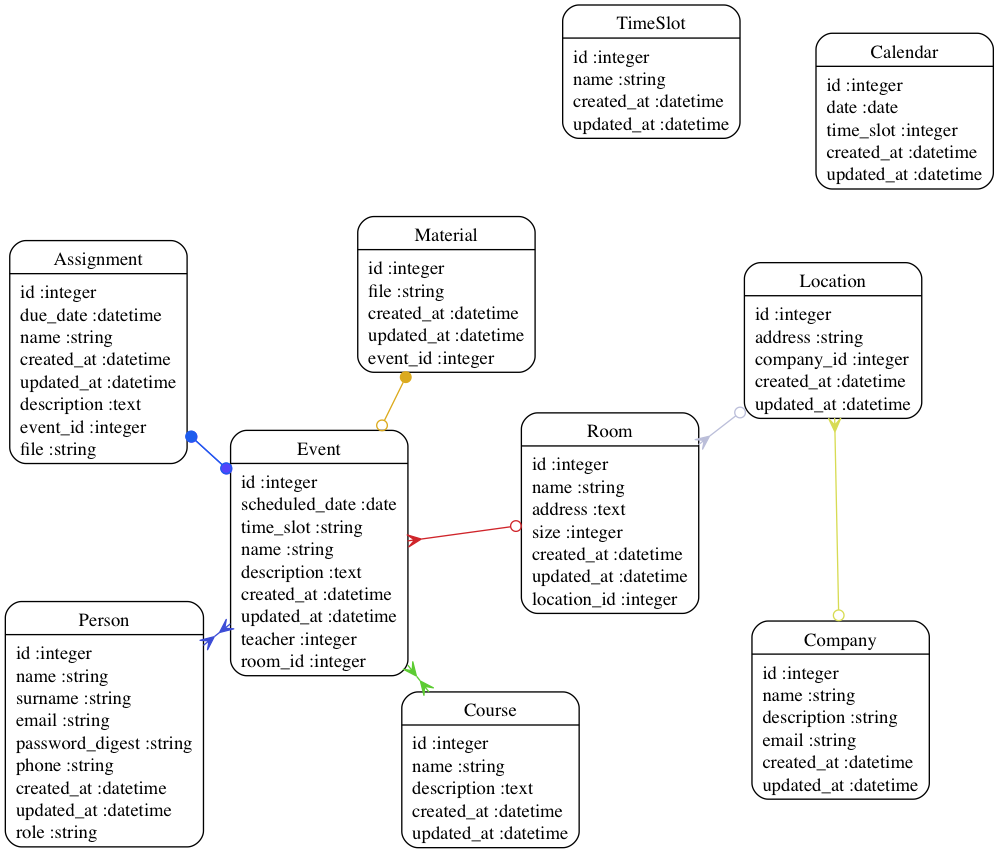 TimeSlot
id :integer
name :string
created_at :datetime
updated_at :datetime
Calendar
id :integer
date :date
time_slot :integer
created_at :datetime
updated_at :datetime
Assignment
id :integer
due_date :datetime
name :string
created_at :datetime
updated_at :datetime
description :text
event_id :integer
file :string
Material
id :integer
file :string
created_at :datetime
updated_at :datetime
event_id :integer
Location
id :integer
address :string
company_id :integer
created_at :datetime
updated_at :datetime
Event
id :integer
scheduled_date :date
time_slot :string
name :string
description :text
created_at :datetime
updated_at :datetime
teacher :integer
room_id :integer
Room
id :integer
name :string
address :text
size :integer
created_at :datetime
updated_at :datetime
location_id :integer
Person
id :integer
name :string
surname :string
email :string
password_digest :string
phone :string
created_at :datetime
updated_at :datetime
role :string
Course
id :integer
name :string
description :text
created_at :datetime
updated_at :datetime
Company
id :integer
name :string
description :string
email :string
created_at :datetime
updated_at :datetime